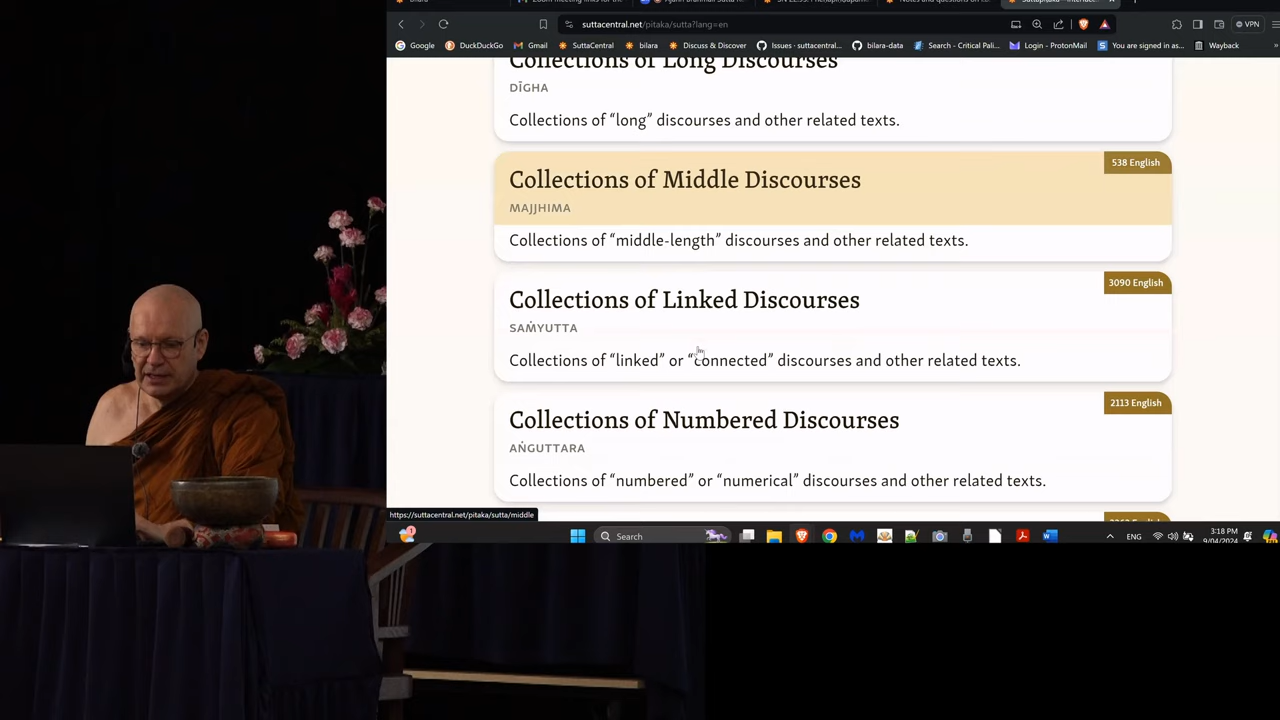 suttacentral.net/pitaka/sutta?lang=en
VPN
Google
DuckDuckGo
Gmail
SuttaCentral
bilara
Discuss & Discover
Issues · suttacentral...
bilara-data
Search - Critical Pali...
Login - ProtonMail
You are signed in as...
Wayback
Collections of Long Discourses
DĪGHA
Collections of “long” discourses and other related texts.
538 English
Collections of Middle Discourses
MAJJHIMA
Collections of “middle-length” discourses and other related texts.
3090 English
Collections of Linked Discourses
SAṀYUTTA
Collections of “linked” or “connected” discourses and other related texts.
2113 English
Collections of Numbered Discourses
AṄGUTTARA
Collections of “numbered” or “numerical” discourses and other related texts.
https://suttacentral.net/pitaka/sutta/middle
Search
ENG
3:18 PM
9/04/2024